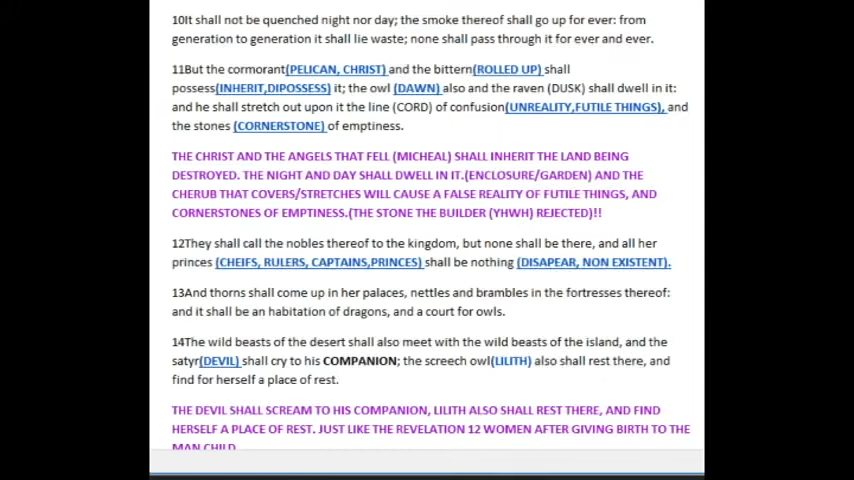 10It shall not be quenched night nor day; the smoke thereof shall go up for ever: from
generation to generation it shall lie waste; none shall pass through it for ever and ever.
11But the cormorant(PELICAN, CHRIST) and the bittern(ROLLED UP) shall
possess(INHERIT,DIPOSSESS) it; the owl (DAWN) also and the raven (DUSK) shall dwell in it:
and he shall stretch out upon it the line (CORD) of confusion(UNREALITY,FUTILE THINGS), and
the stones (CORNERSTONE) of emptiness.
THE CHRIST AND THE ANGELS THAT FELL (MICHEAL) SHALL INHERIT THE LAND BEING
DESTROYED. THE NIGHT AND DAY SHALL DWELL IN IT.(ENCLOSURE/GARDEN) AND THE
CHERUB THAT COVERS/STRETCHES WILL CAUSE A FALSE REALITY OF FUTILE THINGS, AND
CORNERSTONES OF EMPTINESS.(THE STONE THE BUILDER (YHWH) REJECTED)!!
12They shall call the nobles thereof to the kingdom, but none shall be there, and all her
princes (CHEIFS, RULERS, CAPTAINS,PRINCES) shall be nothing (DISAPEAR, NON EXISTENT).
13And thorns shall come up in her palaces, nettles and brambles in the fortresses thereof:
and it shall be an habitation of dragons, and a court for owls.
14The wild beasts of the desert shall also meet with the wild beasts of the island, and the
satyr(DEVIL) shall cry to his COMPANION; the screech owl(LILITH) also shall rest there, and
find for herself a place of rest.
THE DEVIL SHALL SCREAM TO HIS COMPANION, LILITH ALSO SHALL REST THERE, AND FIND
HERSELF A PLACE OF REST. JUST LIKE THE REVELATION 12 WOMEN AFTER GIVING BIRTH TO THE
MAN CHILD